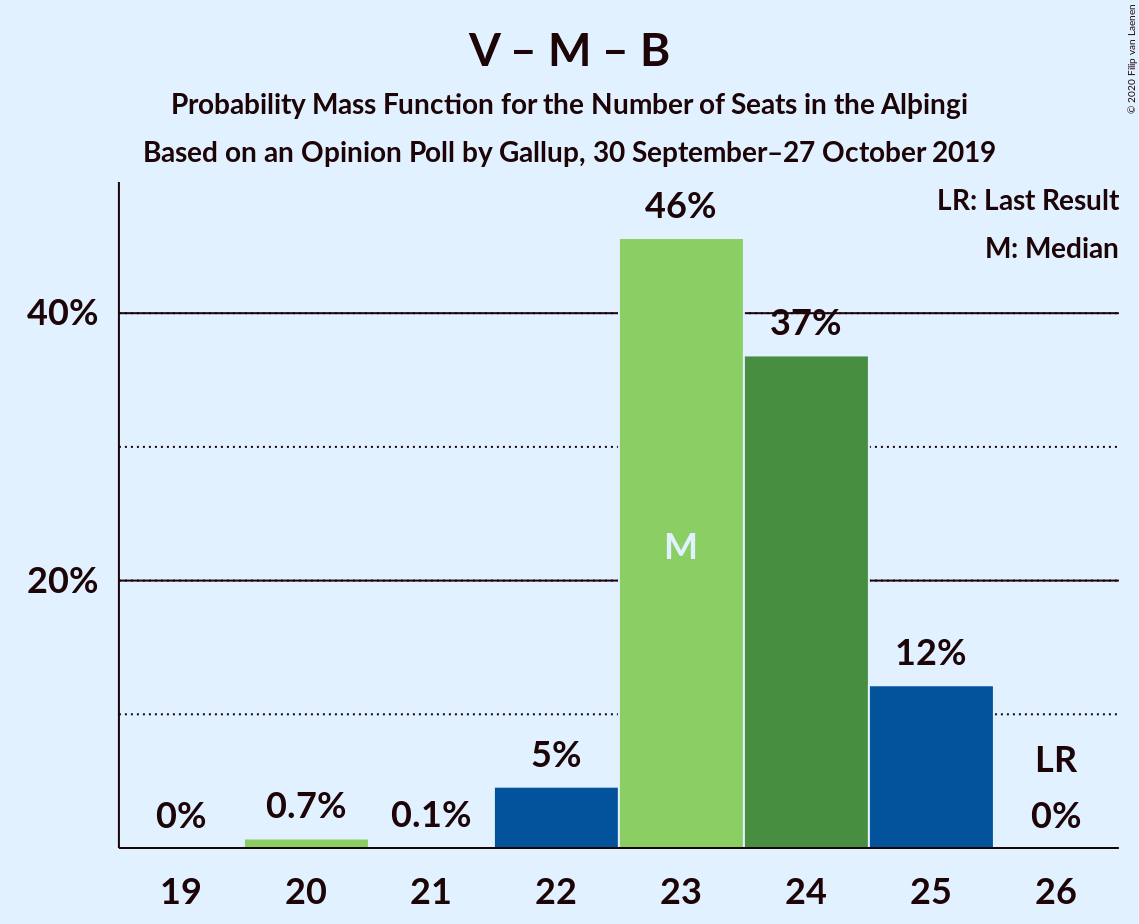 V – M – B
Probability Mass Function for the Number of Seats in the Alþingi
Based on an Opinion Poll by Gallup, 30 September–27 October 2019
© 2020 Filip van Laenen
LR: Last Result
M: Median
46%
40%
37%
M
20%
12%
5%
LR
0%
0.7%
0.1%
0%
19 20 21 22 23 24 25 26